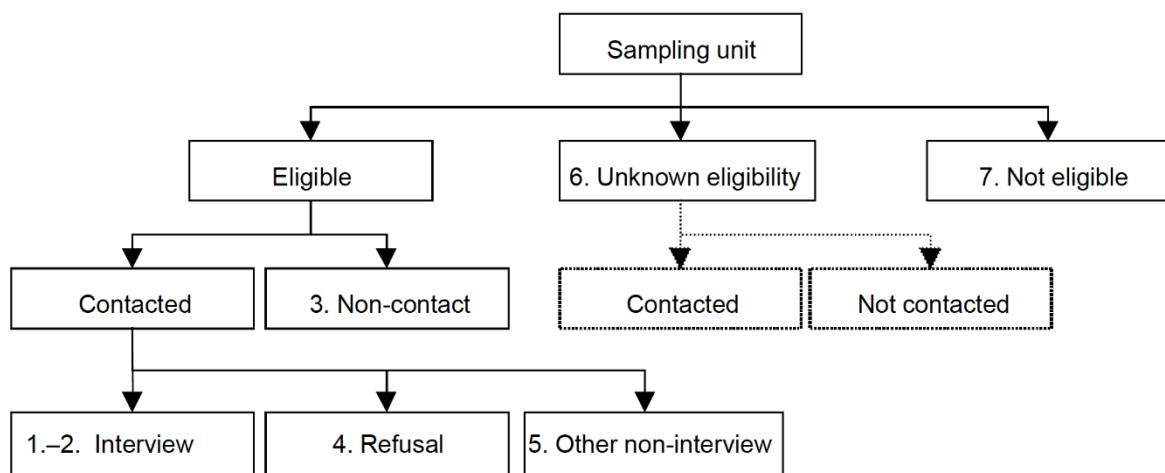 Sampling unit
Eligible
6. Unknown eligibility
7. Not eligible
Contacted
3. Non-contact
Contacted
Not contacted
1.–2. Interview
4. Refusal
5. Other non-interview